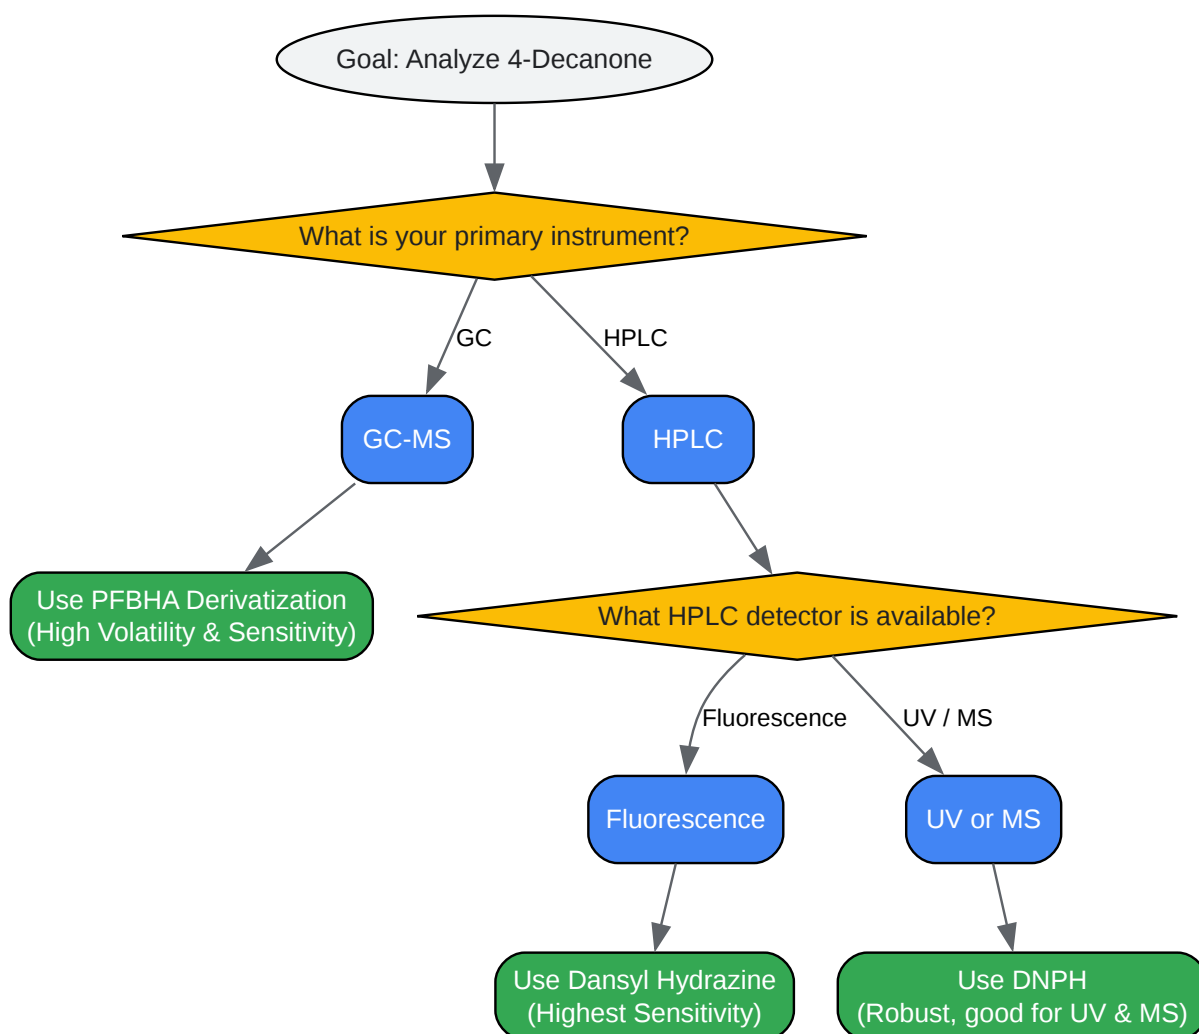 Goal: Analyze 4-Decanone
What is your primary instrument?
GC
HPLC
GC-MS
HPLC
Use PFBHA Derivatization
(High Volatility & Sensitivity)
What HPLC detector is available?
Fluorescence
UV / MS
Fluorescence
UV or MS
Use Dansyl Hydrazine
(Highest Sensitivity)
Use DNPH
(Robust, good for UV & MS)